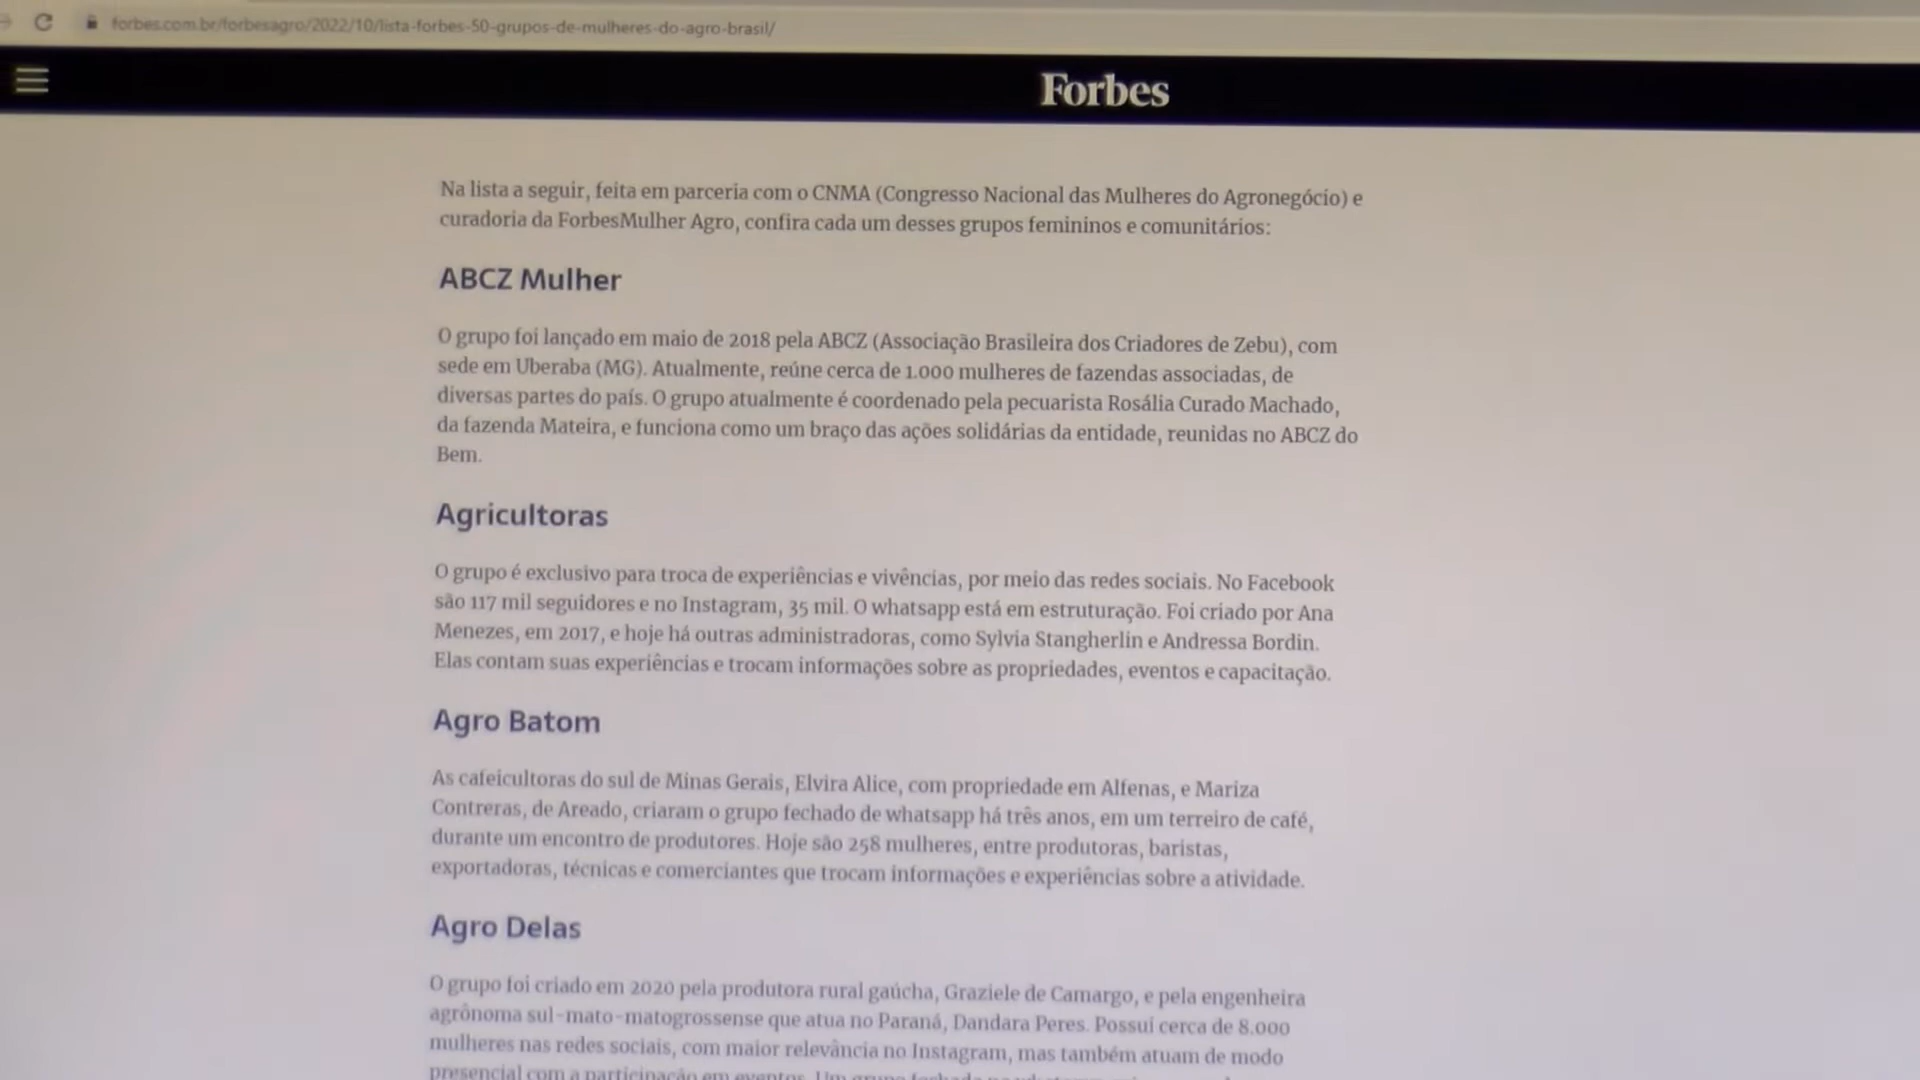 forbes.com.br/forbesagro/2022/10/lista-forbes-50-grupos-de-mulheres-do-agro-brasil/
Forbes
Na lista a seguir, feita em parceria com o CNMA (Congresso Nacional das Mulheres do Agronegócio) e
curadoria da ForbesMulher Agro, confira cada um desses grupos femininos e comunitários:
ABCZ Mulher
O grupo foi lançado em maio de 2018 pela ABCZ (Associação Brasileira dos Criadores de Zebu), com
sede em Uberaba (MG). Atualmente, reúne cerca de 1.000 mulheres de fazendas associadas, de
diversas partes do país. O grupo atualmente é coordenado pela pecuarista Rosália Curado Machado,
da fazenda Mateira, e funciona como um braço das ações solidárias da entidade, reunidas no ABCZ do
Bem.
Agricultoras
O grupo é exclusivo para troca de experiências e vivências, por meio das redes sociais. No Facebook
são 117 mil seguidores e no Instagram, 35 mil. O whatsapp está em estruturação. Foi criado por Ana
Menezes, em 2017, e hoje há outras administradoras, como Sylvia Stangherlin e Andressa Bordin.
Elas contam suas experiências e trocam informações sobre as propriedades, eventos e capacitação.
Agro Batom
As cafeicultoras do sul de Minas Gerais, Elvira Alice, com propriedade em Alfenas, e Mariza
Contreras, de Areado, criaram o grupo fechado de whatsapp há três anos, em um terreiro de café,
durante um encontro de produtores. Hoje são 258 mulheres, entre produtoras, baristas,
exportadoras, técnicas e comerciantes que trocam informações e experiências sobre a atividade.
Agro Delas
O grupo foi criado em 2020 pela produtora rural gaúcha, Graziele de Camargo, e pela engenheira
agrônoma sul-mato-matogrossense que atua no Paraná, Dandara Peres. Possui cerca de 8.000
mulheres nas redes sociais, com maior relevância no Instagram, mas também atuam de modo
presencial com a participação em eventos. Um grupo fechado